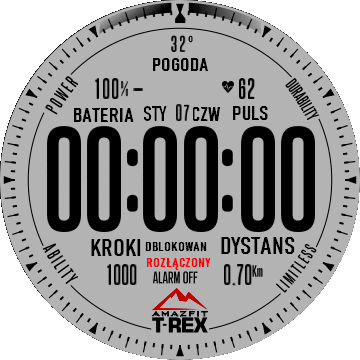 32°
POGODA
POWER
DURABILITY
100% –
62
BATERIA STY 07 CZW PULS
00:00:00
KROKI DBLOKOWAN DYSTANS
ROZŁĄCZONY
1000 ALARM OFF 0.70Km
ABILITY
LIMITLESS
AMAZFIT
T-REX